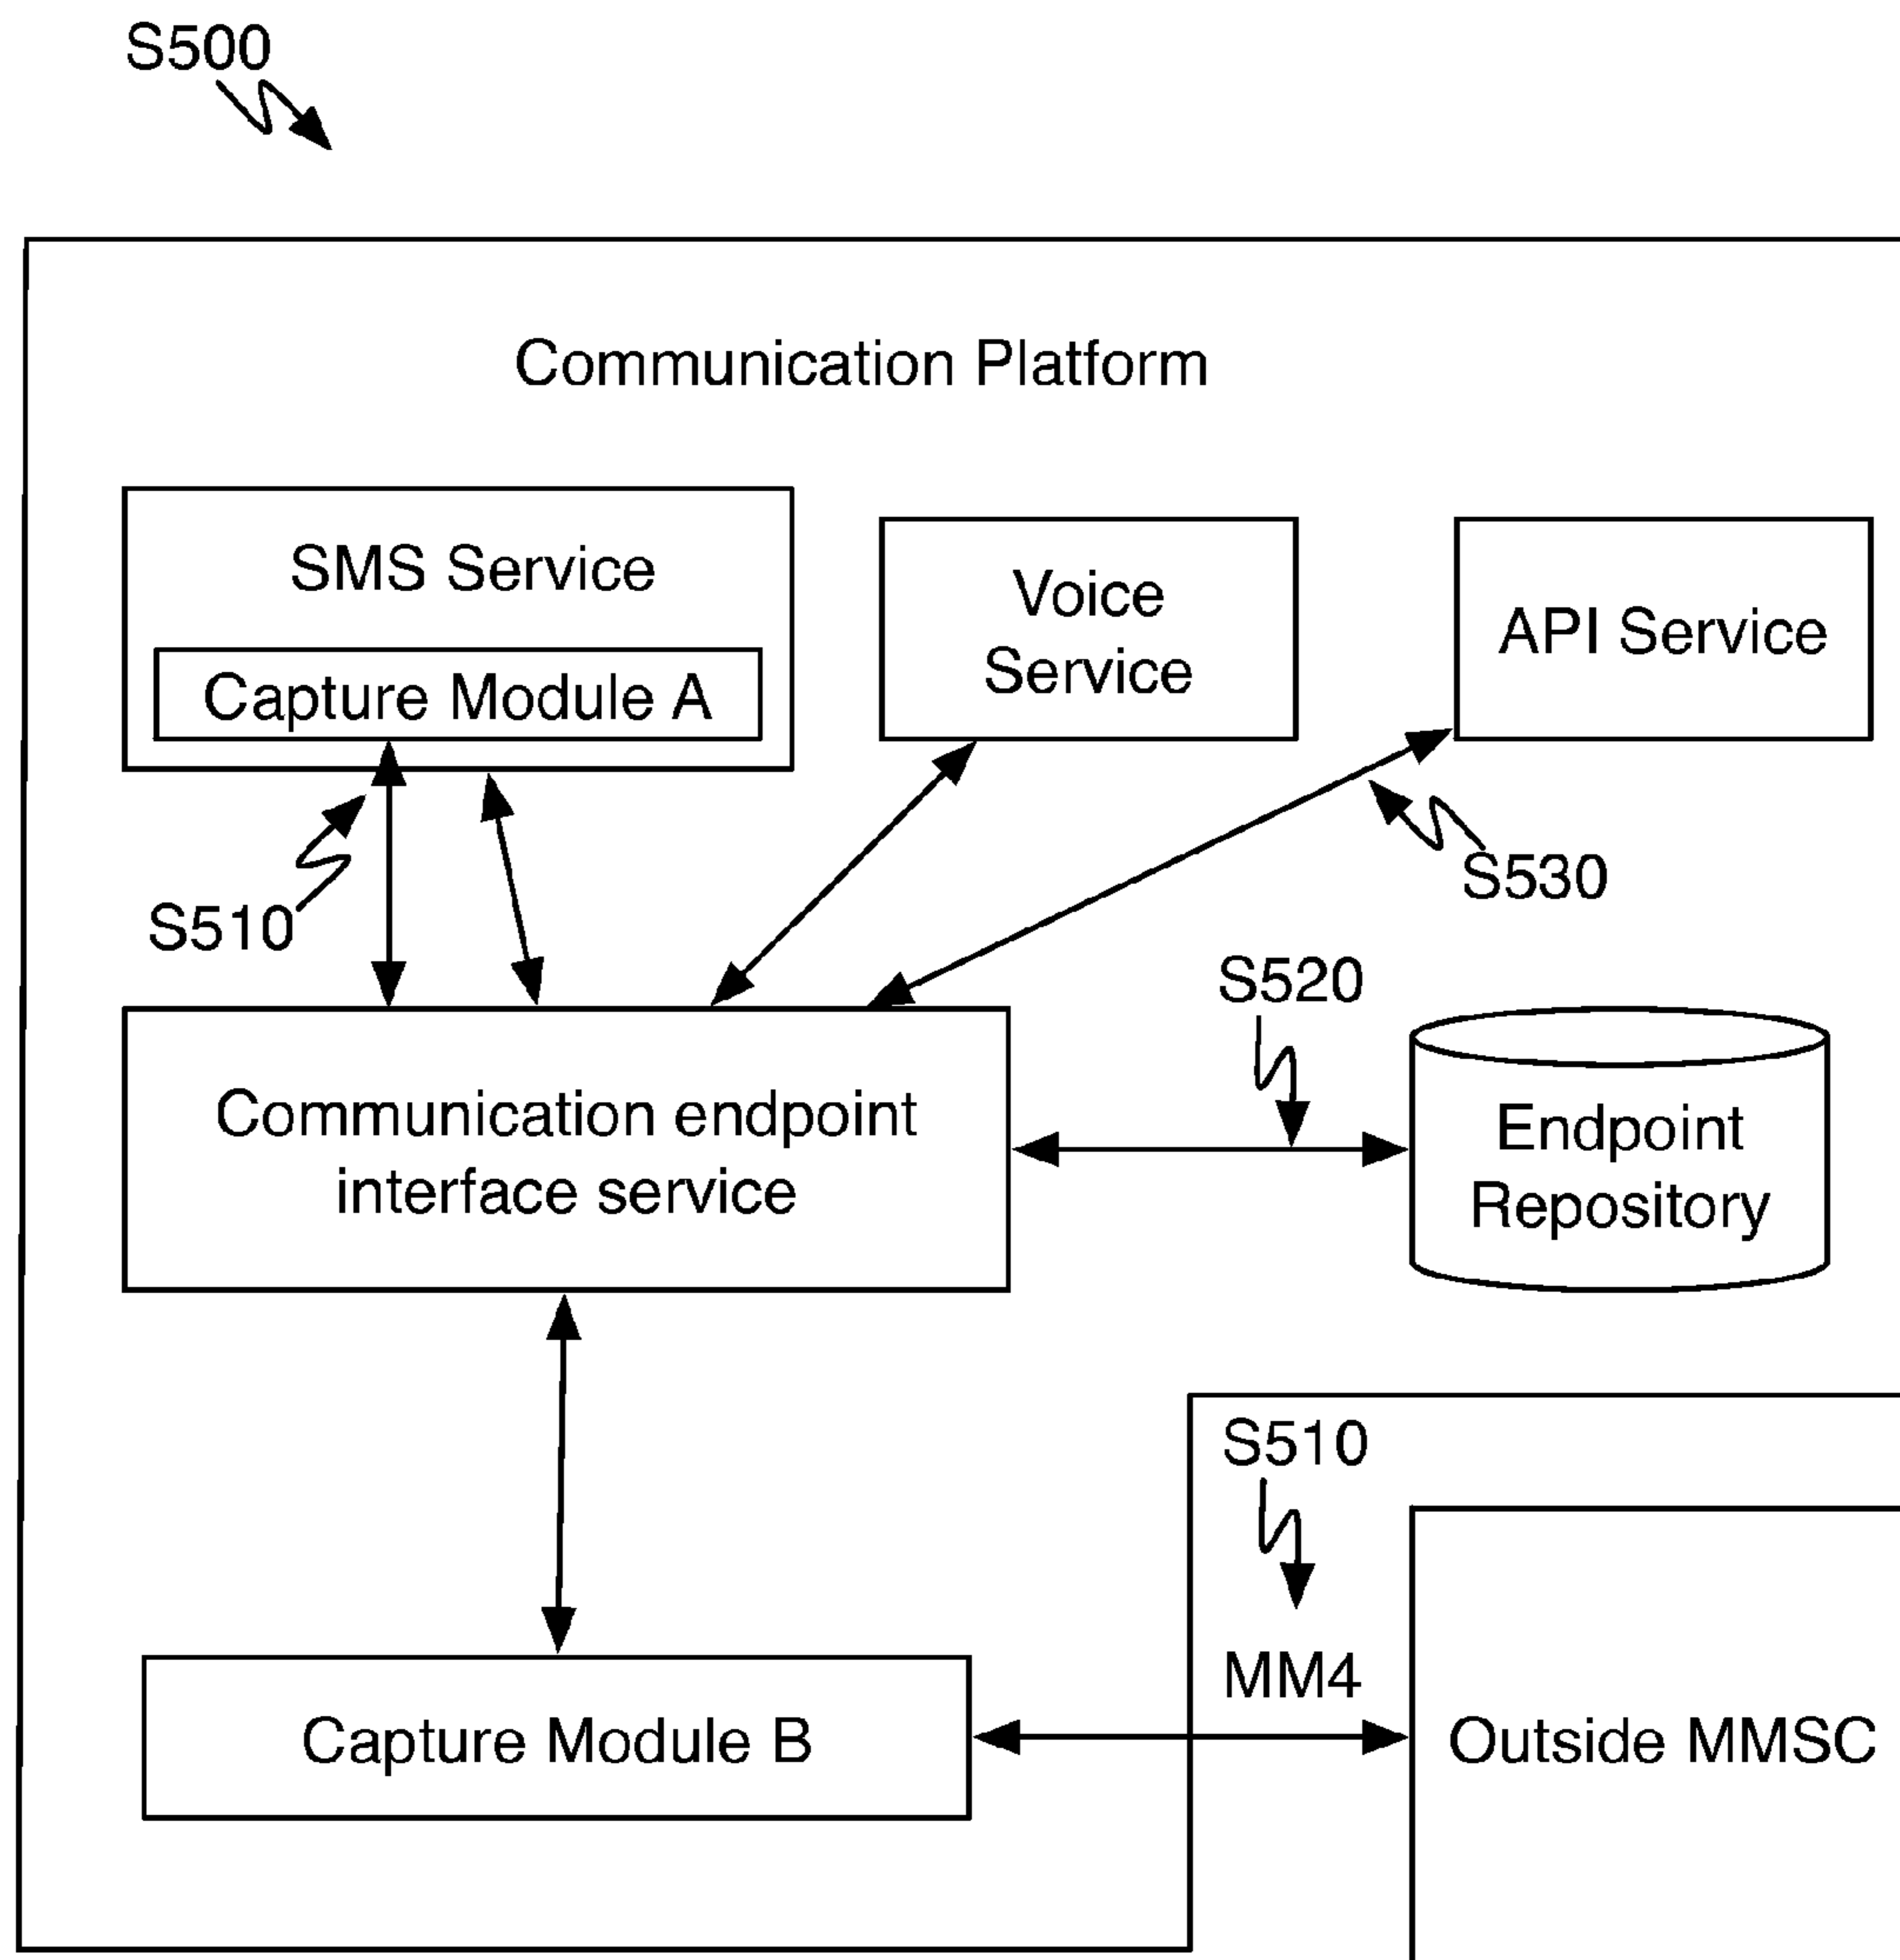 S500
Communication Platform
SMS Service
Capture Module A
Voice
Service
API Service
S510
S530
S520
Communication endpoint
interface service
Endpoint
Repository
S510
MM4
Capture Module B
Outside MMSC